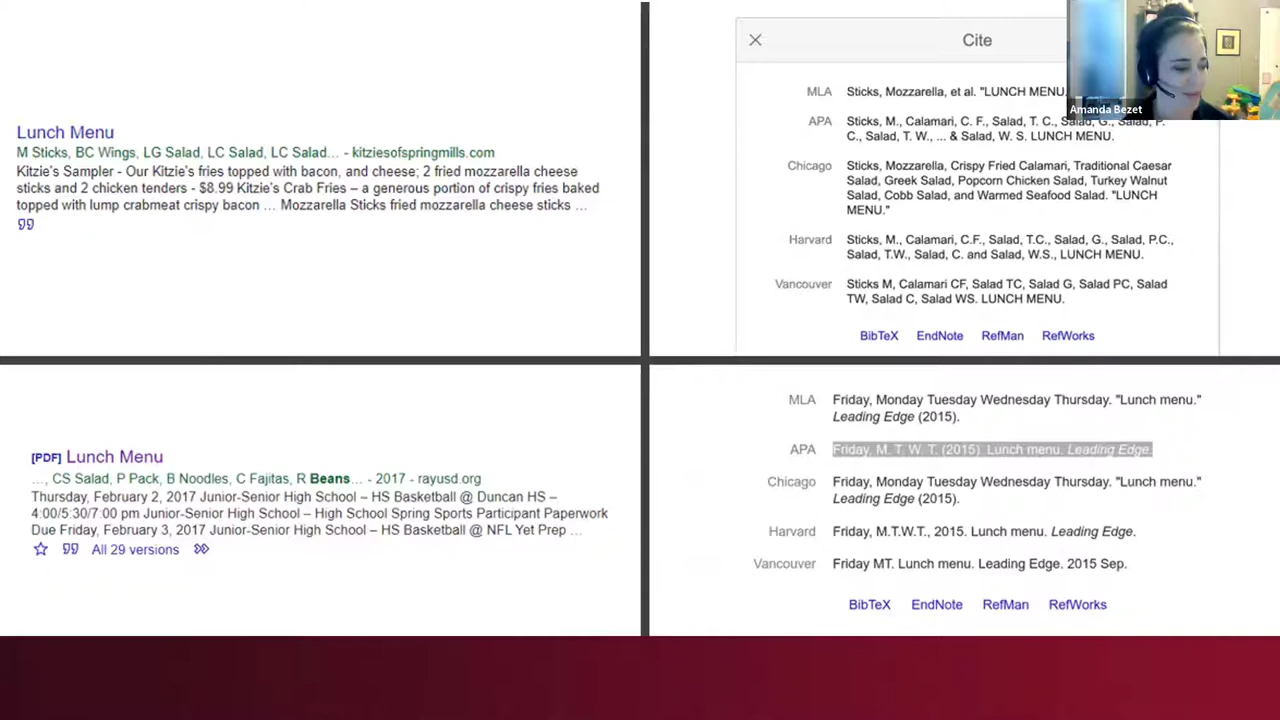 Lunch Menu
M Sticks, BC Wings, LG Salad, LC Salad, LC Salad... - kitziesofspringmills.com
Kitzie's Sampler - Our Kitzie's fries topped with bacon, and cheese; 2 fried mozzarella cheese
sticks and 2 chicken tenders - $8.99 Kitzie's Crab Fries – a generous portion of crispy fries baked
topped with lump crabmeat crispy bacon ... Mozzarella Sticks fried mozzarella cheese sticks ...
Cite
MLA Sticks, Mozzarella, et al. "LUNCH MENU.
APA Sticks, M., Calamari, C. F., Salad, T. C., Salad, G., Salad, P.
C., Salad, T. W., ... & Salad, W. S. LUNCH MENU.
Chicago Sticks, Mozzarella, Crispy Fried Calamari, Traditional Caesar
Salad, Greek Salad, Popcorn Chicken Salad, Turkey Walnut
Salad, Cobb Salad, and Warmed Seafood Salad. "LUNCH
MENU."
Harvard Sticks, M., Calamari, C.F., Salad, T.C., Salad, G., Salad, P.C.,
Salad, T.W., Salad, C. and Salad, W.S., LUNCH MENU.
Vancouver Sticks M, Calamari CF, Salad TC, Salad G, Salad PC, Salad
TW, Salad C, Salad WS. LUNCH MENU.
BibTeX EndNote RefMan RefWorks
Amanda Bezet
[PDF] Lunch Menu
..., CS Salad, P Pack, B Noodles, C Fajitas, R Beans... - 2017 - rayusd.org
Thursday, February 2, 2017 Junior-Senior High School – HS Basketball @ Duncan HS –
4:00/5:30/7:00 pm Junior-Senior High School – High School Spring Sports Participant Paperwork
Due Friday, February 3, 2017 Junior-Senior High School – HS Basketball @ NFL Yet Prep ...
All 29 versions
MLA Friday, Monday Tuesday Wednesday Thursday. "Lunch menu."
Leading Edge (2015).
APA Friday, M. T. W. T. (2015). Lunch menu. Leading Edge.
Chicago Friday, Monday Tuesday Wednesday Thursday. "Lunch menu."
Leading Edge (2015).
Harvard Friday, M.T.W.T., 2015. Lunch menu. Leading Edge.
Vancouver Friday MT. Lunch menu. Leading Edge. 2015 Sep.
BibTeX EndNote RefMan RefWorks